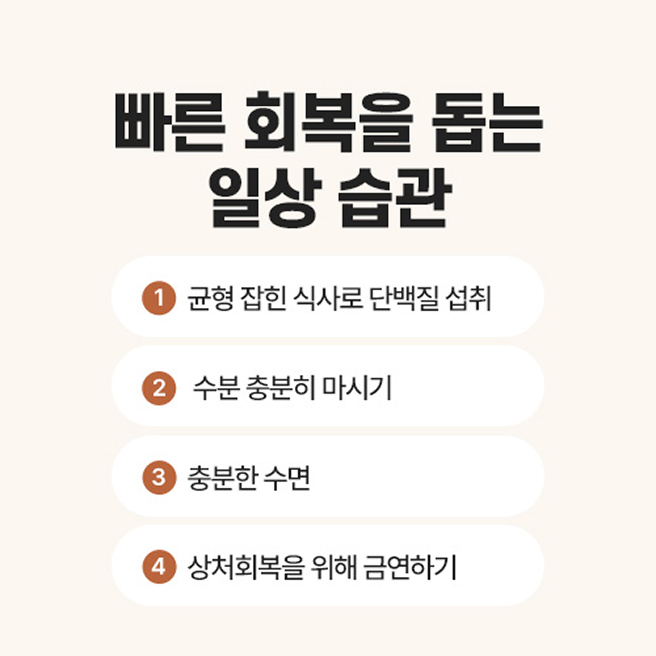 빠른 회복을 돕는
일상 습관
1 균형 잡힌 식사로 단백질 섭취
2 수분 충분히 마시기
3 충분한 수면
4 상처회복을 위해 금연하기